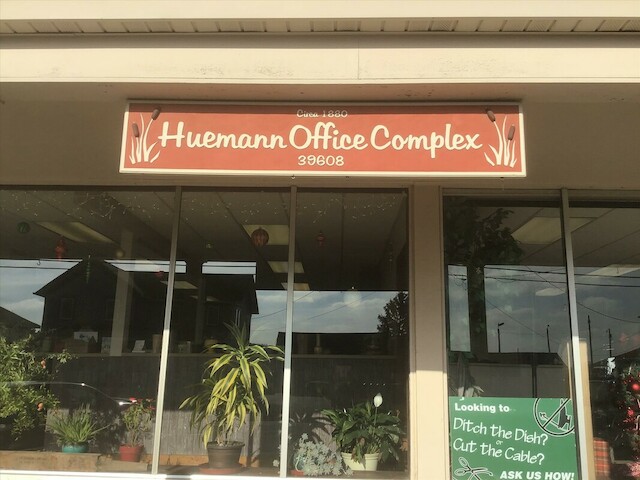 Circa 1880
Huemann Office Complex
39608
Looking to
Ditch the Dish?
or
Cut the Cable?
ASK US HOW!